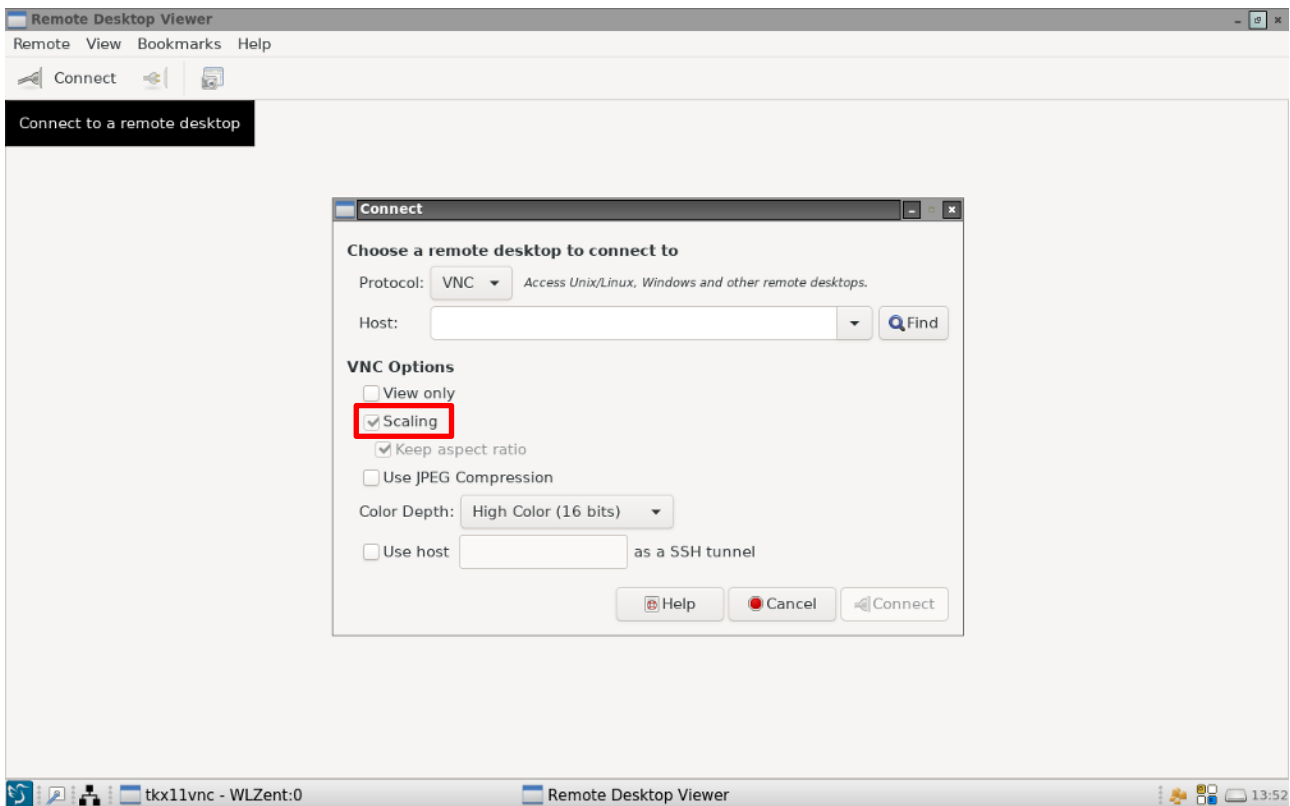 Remote Desktop Viewer
Remote View Bookmarks Help
Connect
Connect to a remote desktop
Connect
Choose a remote desktop to connect to
Protocol: VNC Access Unix/Linux, Windows and other remote desktops.
Host: Find
VNC Options
View only
Scaling
Keep aspect ratio
Use JPEG Compression
Color Depth: High Color (16 bits)
Use host as a SSH tunnel
Help Cancel Connect
tkx11vnc - WLZent:0 Remote Desktop Viewer 13:52